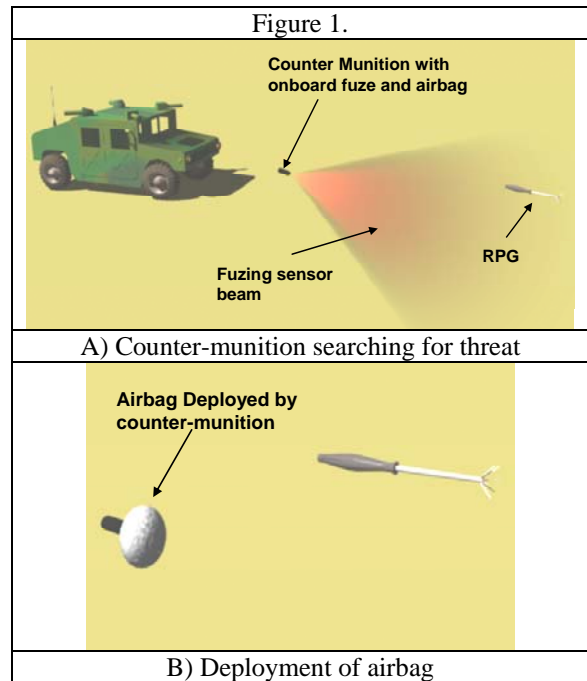 Figure 1.
Counter Munition with
onboard fuze and airbag
Fuzing sensor
beam
RPG
A) Counter-munition searching for threat
Airbag Deployed by
counter-munition
B) Deployment of airbag